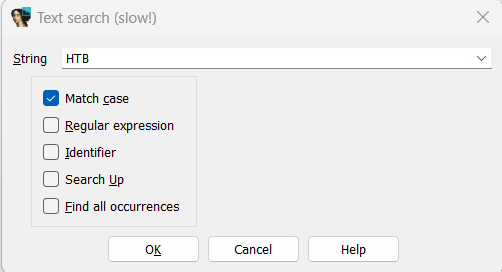 Text search (slow!)
String HTB
Match case
Regular expression
Identifier
Search Up
Find all occurrences
OK Cancel Help